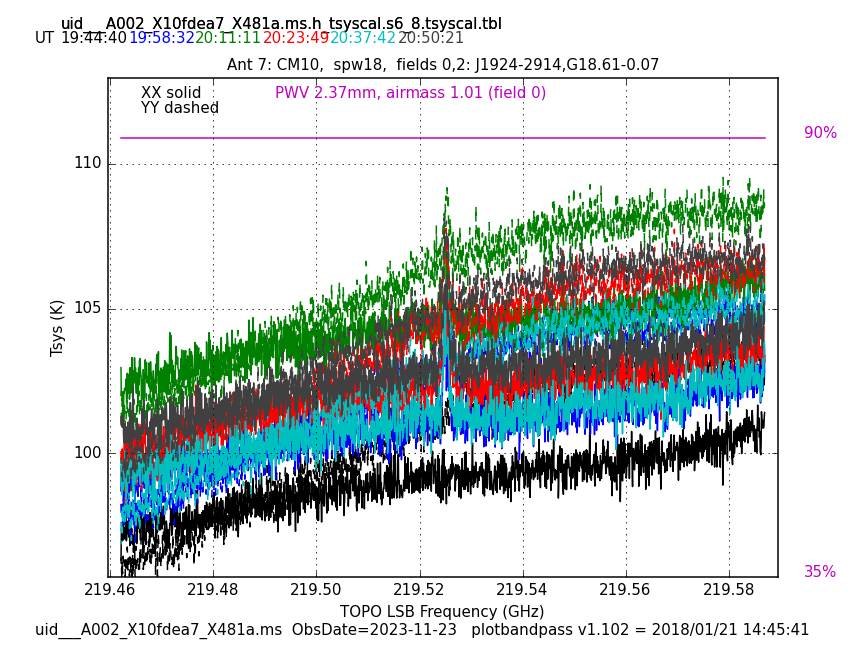 uid___A002_X10fdea7_X481a.ms.h_tsyscal.s6_8.tsyscal.tbl
UT 19:44:40 19:58:32 20:11:11 20:23:49 20:37:42 20:50:21
Ant 7: CM10,  spw18,  fields 0,2: J1924-2914,G18.61-0.07
XX solid
PWV 2.37mm, airmass 1.01 (field 0)
YY dashed
90%
110
105
100
Tsys (K)
35%
219.46 219.48 219.50 219.52 219.54 219.56 219.58
TOPO LSB Frequency (GHz)
uid___A002_X10fdea7_X481a.ms  ObsDate=2023-11-23   plotbandpass v1.102 = 2018/01/21 14:45:41